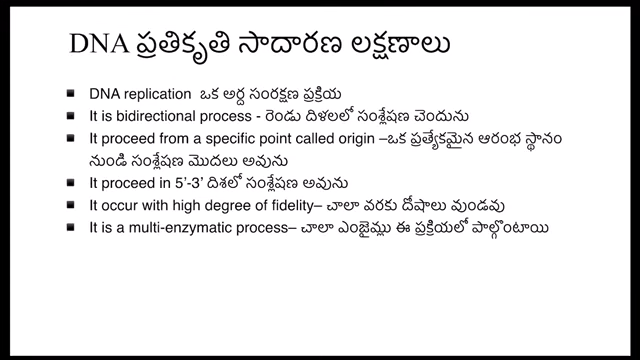 DNA ప్రతికృతి సాదారణ లక్షణాలు
DNA replication ఒక అర్ద సంరక్షణ ప్రక్రియ
It is bidirectional process - రెండు దిశలలో సంశ్లేషణ చెందును
It proceed from a specific point called origin –ఒక ప్రత్యేకమైన ఆరంభ స్థానం
నుండి సంశ్లేషణ మొదలు అవును
It proceed in 5’-3’ దిశలో సంశ్లేషణ అవును
It occur with high degree of fidelity– చాలా వరకు దోషాలు వుండవు
It is a multi-enzymatic process– చాలా ఎంజైమ్లు ఈ ప్రక్రియలో పాల్గొంటాయి